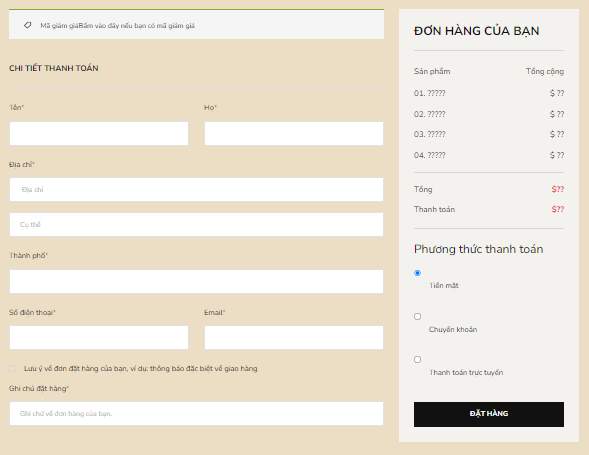 Mã giảm giáBấm vào đây nếu bạn có mã giảm giá
CHI TIẾT THANH TOÁN
Tên*
Họ*
Địa chỉ*
Địa chỉ
Cụ thể
Thành phố*
Số điện thoại*
Email*
Lưu ý về đơn đặt hàng của bạn, ví dụ: thông báo đặc biệt về giao hàng
Ghi chú đặt hàng*
Ghi chú về đơn hàng của bạn.
ĐƠN HÀNG CỦA BẠN
Sản phẩm Tổng cộng
01. ????? $ ??
02. ????? $ ??
03. ????? $ ??
04. ????? $ ??
Tổng $??
Thanh toán $??
Phương thức thanh toán
Tiền mặt
Chuyển khoản
Thanh toán trực tuyến
ĐẶT HÀNG